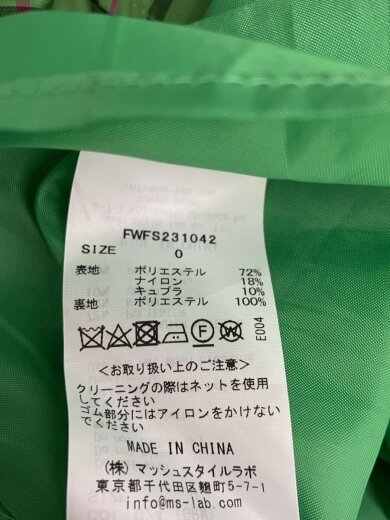 FWFS231042
SIZE 0
表地 ポリエステル 72%
ナイロン 18%
キュプラ 10%
裏地 ポリエステル 100%
E004
<お取り扱い上のご注意>
クリーニングの際はネットを使用
してください
ゴム部分にはアイロンをかけない
でください
MADE IN CHINA
(株) マッシュスタイルラボ
東京都千代田区麹町5-7-1
info@ms-lab.com